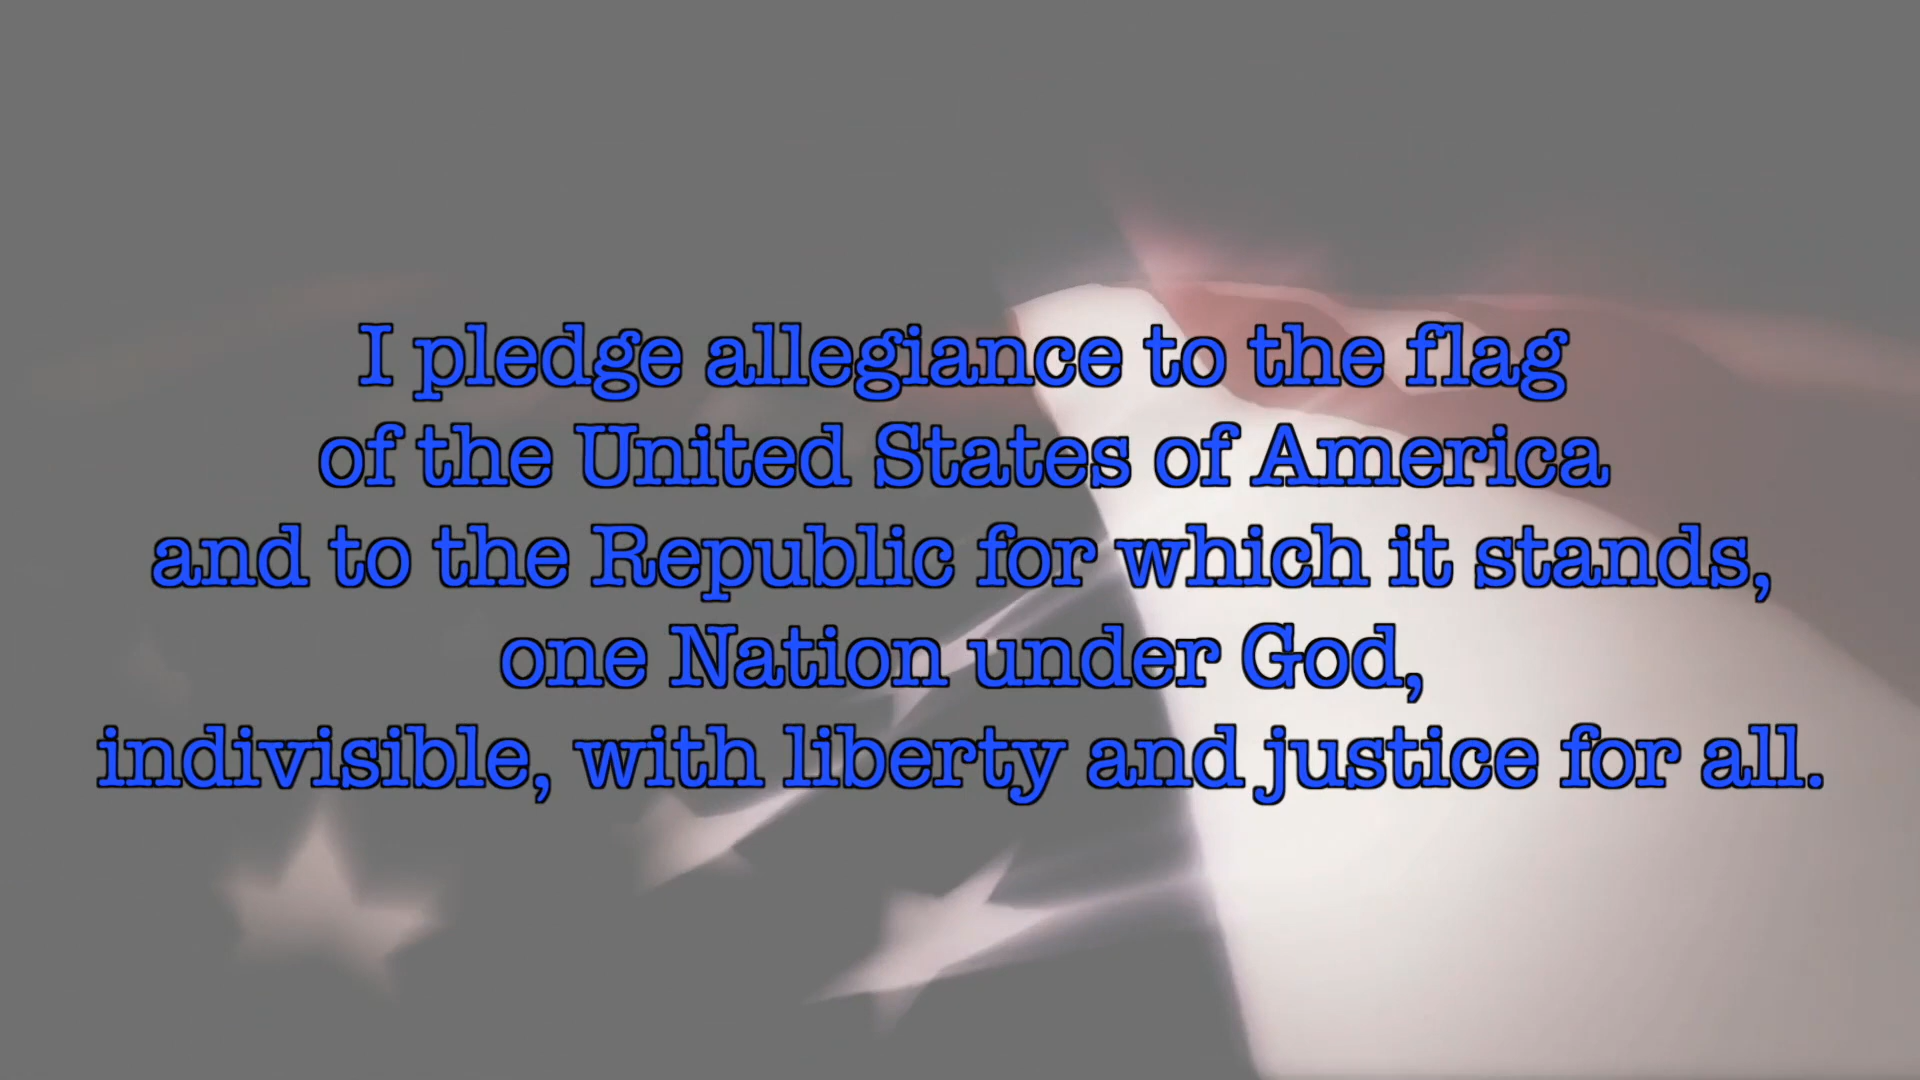 I pledge allegiance to the flag
of the United States of America
and to the Republic for which it stands,
one Nation under God,
indivisible, with liberty and justice for all.